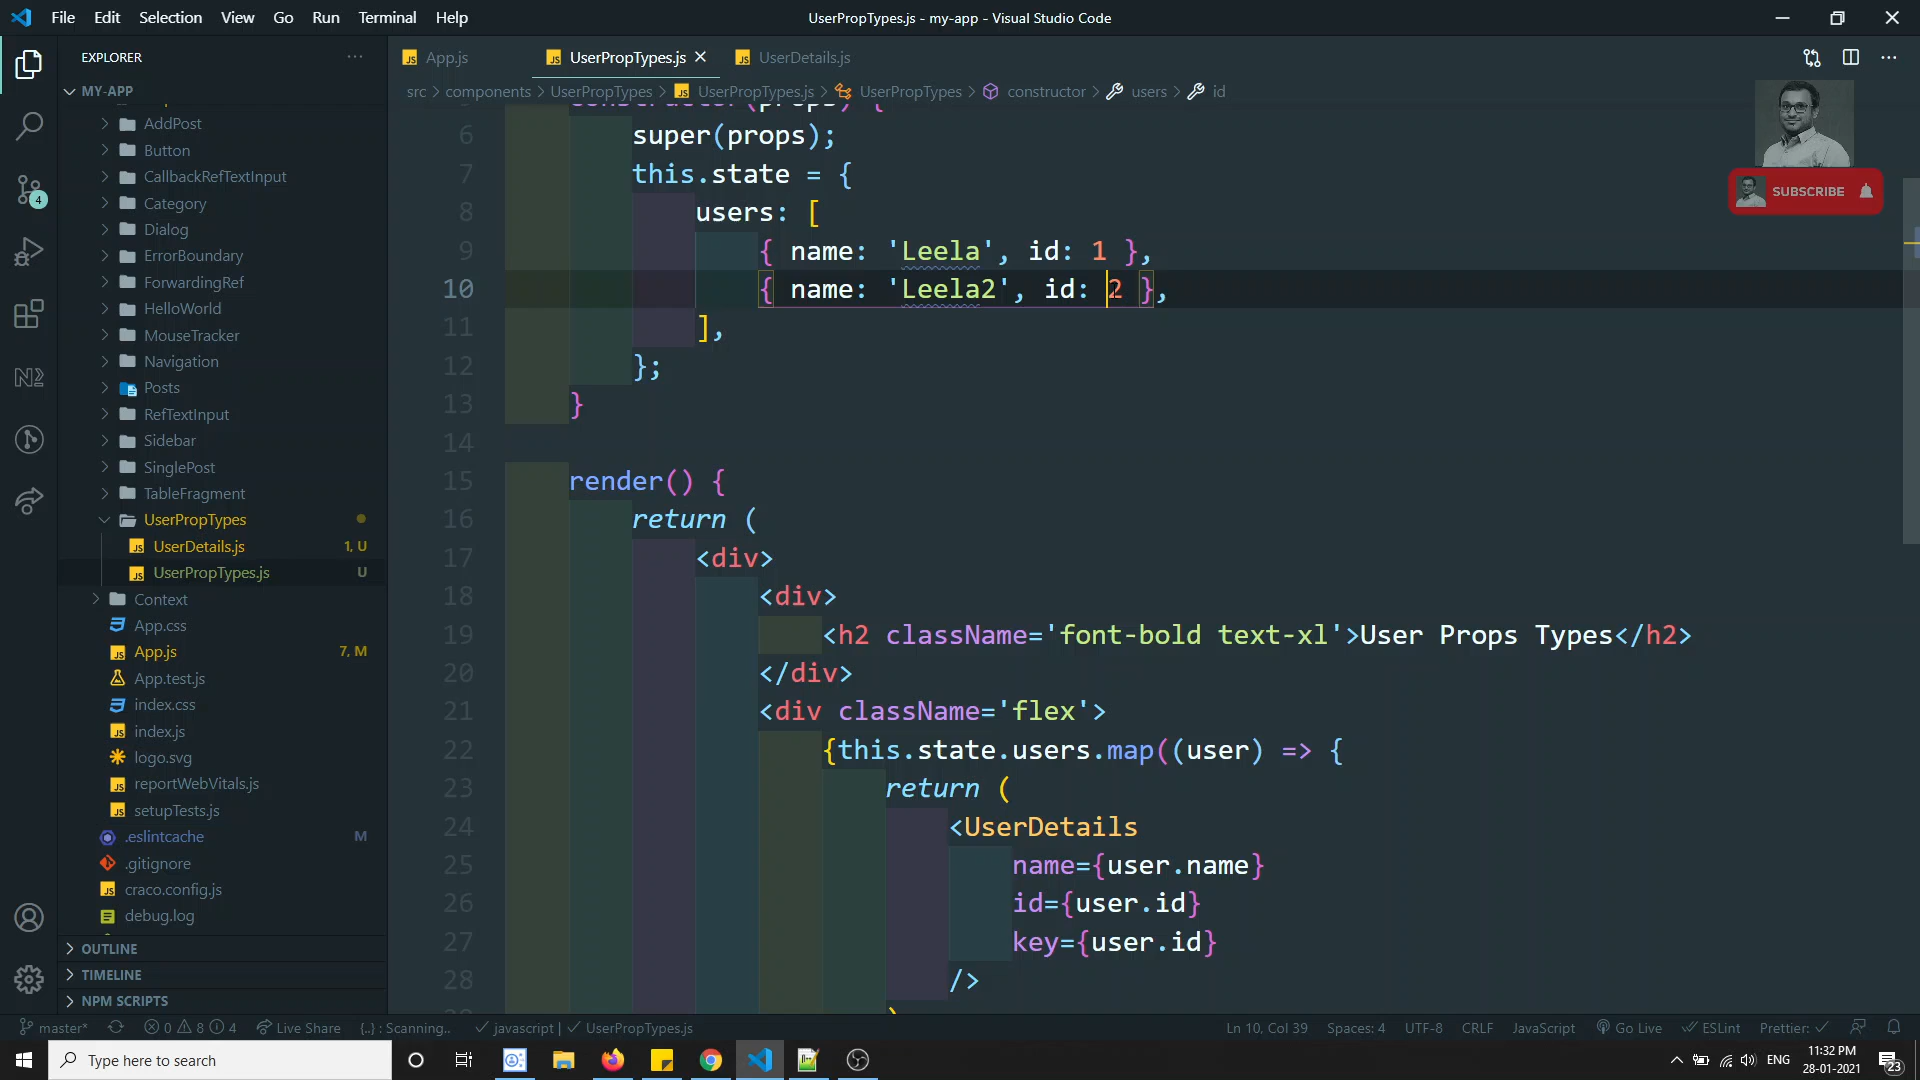 File Edit Selection View Go Run Terminal Help
UserPropTypes.js - my-app - Visual Studio Code
EXPLORER
App.js
UserPropTypes.js
UserDetails.js
MY-APP
src > components > UserPropTypes > UserPropTypes.js > UserPropTypes > constructor > users > id
AddPost
Button
CallbackRefTextInput
Category
Dialog
ErrorBoundary
ForwardingRef
HelloWorld
MouseTracker
Navigation
Posts
RefTextInput
Sidebar
SinglePost
TableFragment
UserPropTypes
UserDetails.js 1, U
UserPropTypes.js U
Context
App.css
App.js 7, M
App.test.js
index.css
index.js
logo.svg
reportWebVitals.js
setupTests.js
.eslintcache M
.gitignore
craco.config.js
debug.log
OUTLINE
TIMELINE
NPM SCRIPTS
4
constructor(props) {
6 super(props);
7 this.state = {
8 users: [
9 { name: 'Leela', id: 1 },
10 { name: 'Leela2', id: 2 },
11 ],
12 };
13 }
14
15 render() {
16 return (
17 <div>
18 <div>
19 <h2 className='font-bold text-xl'>User Props Types</h2>
20 </div>
21 <div className='flex'>
22 {this.state.users.map((user) => {
23 return (
24 <UserDetails
25 name={user.name}
26 id={user.id}
27 key={user.id}
28 />
)
SUBSCRIBE
master* 0 8 4 Live Share {..} : Scanning.. javascript | UserPropTypes.js
Ln 10, Col 39 Spaces: 4 UTF-8 CRLF JavaScript Go Live ESLint Prettier:
Type here to search
ENG
11:32 PM
28-01-2021
23